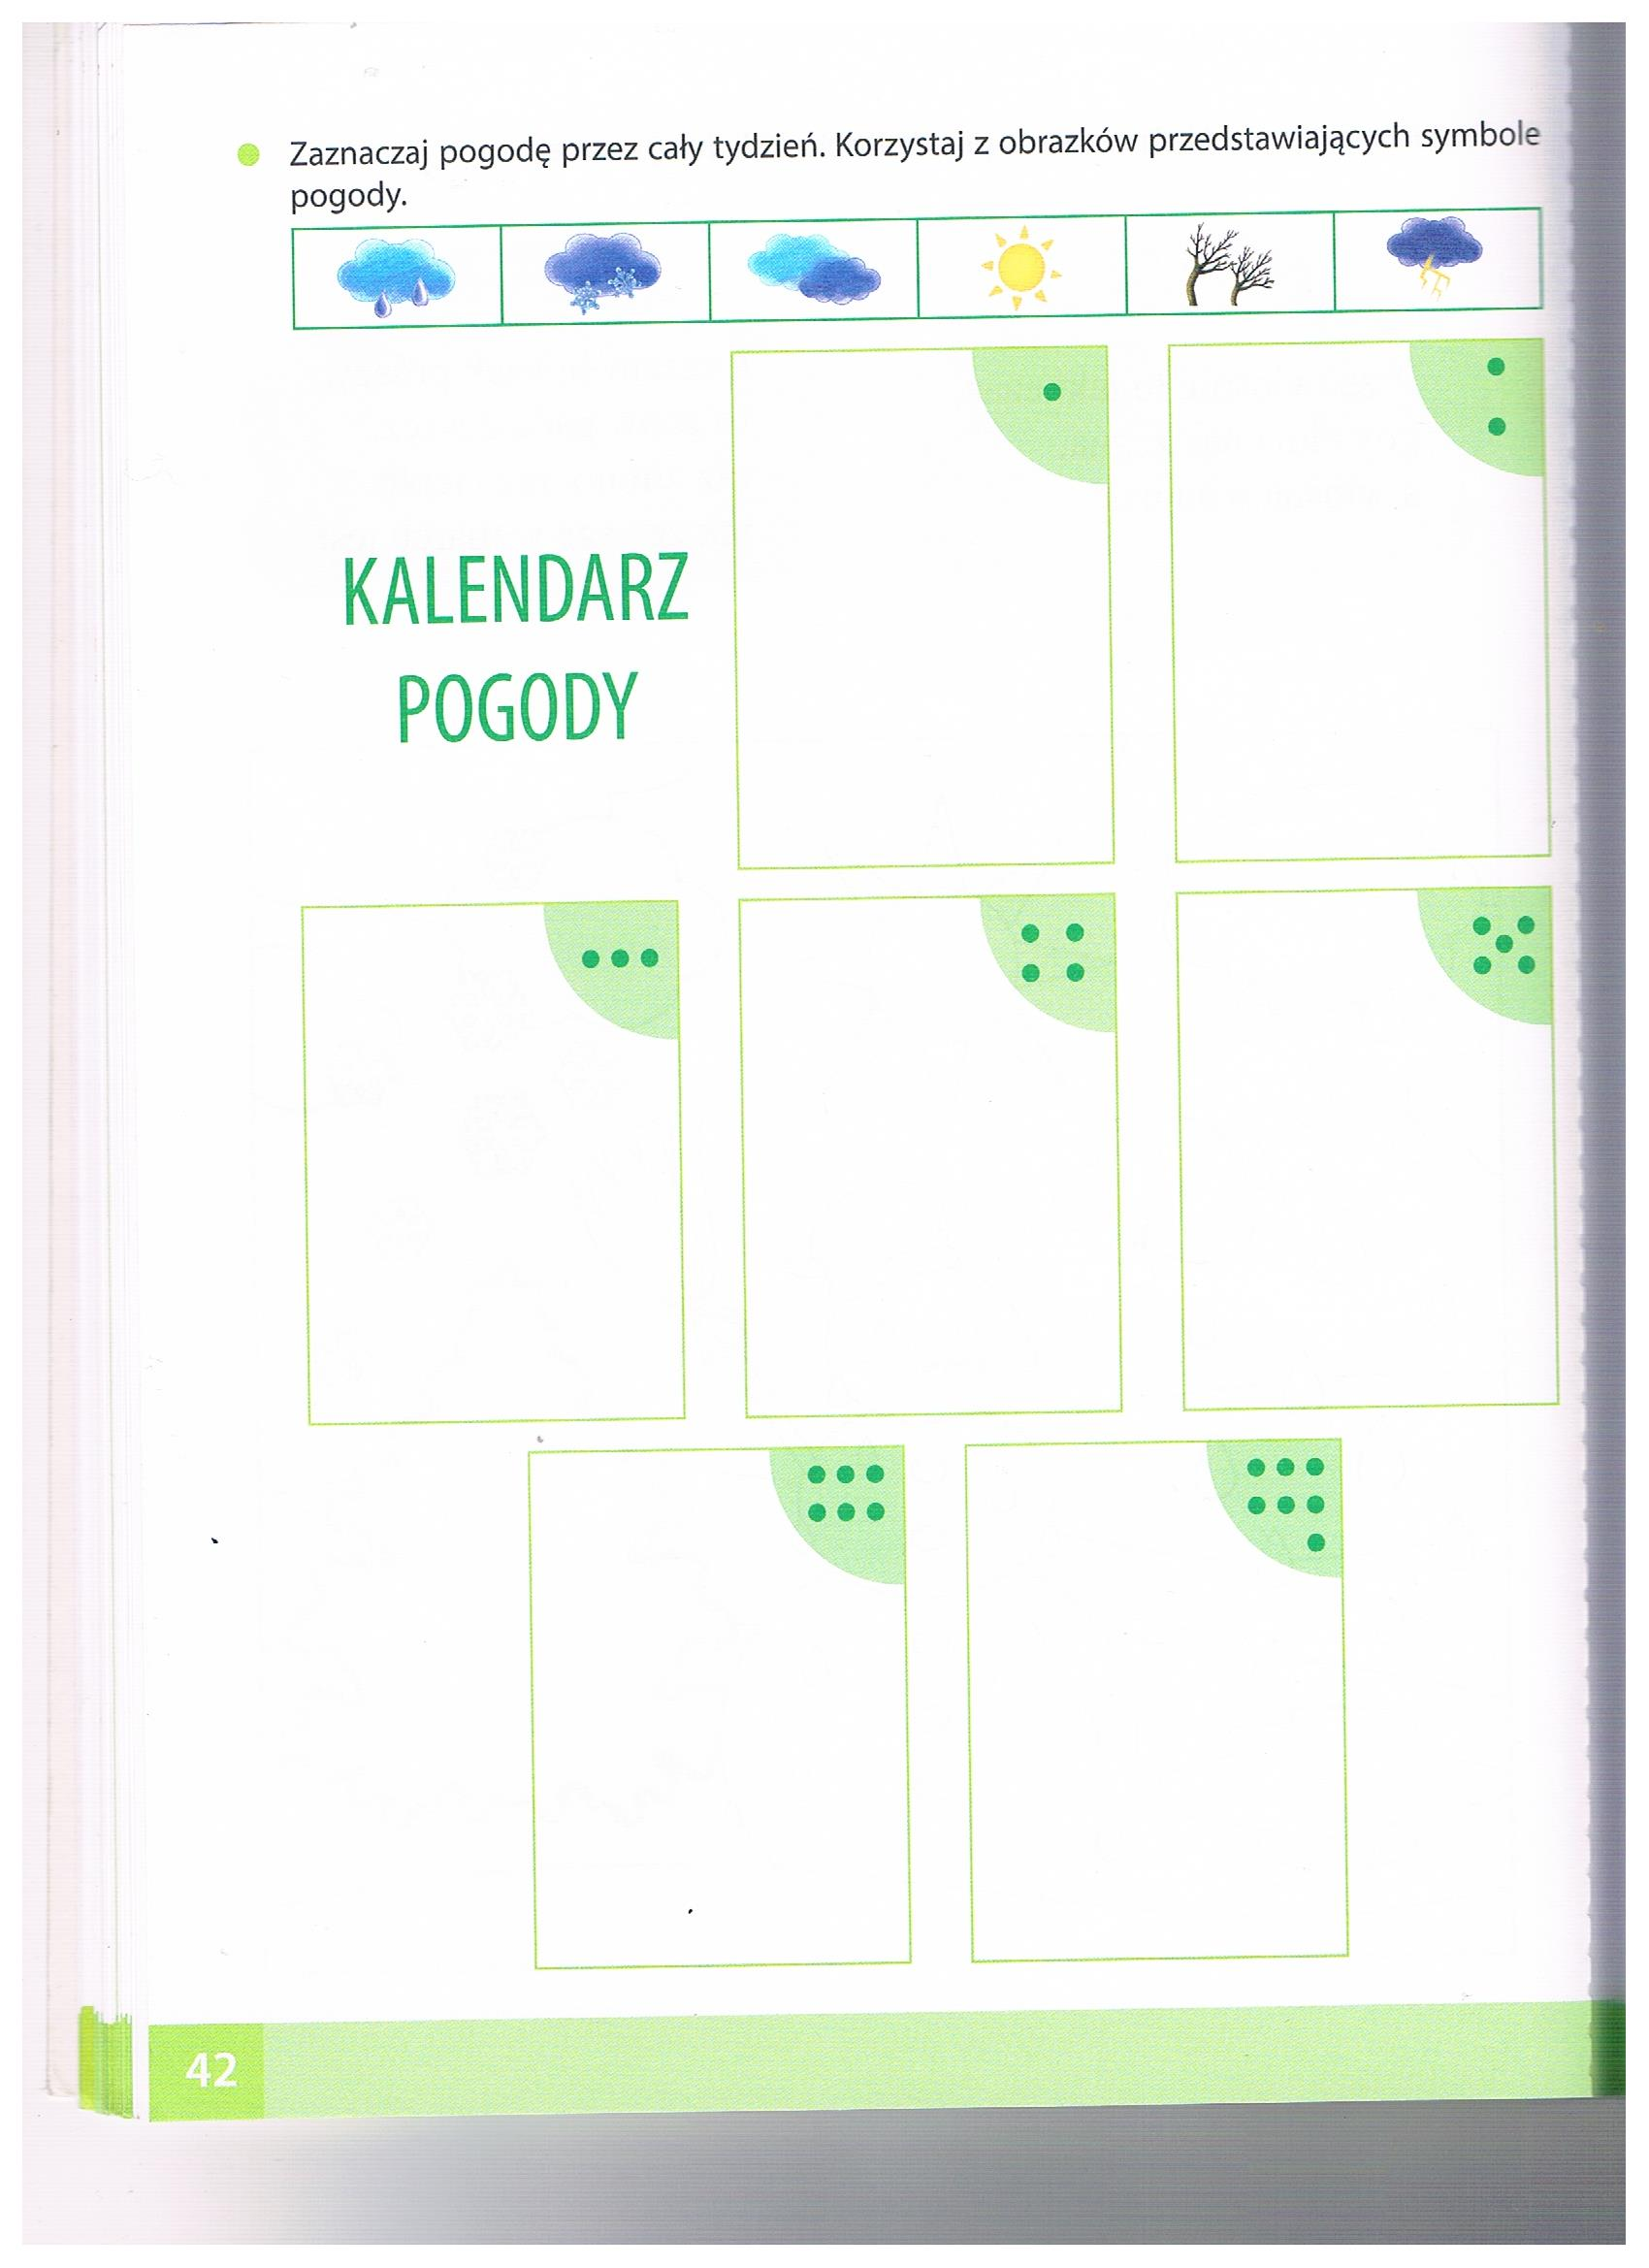 Zaznaczaj pogodę przez cały tydzień. Korzystaj z obrazków przedstawiających symbole
pogody.
KALENDARZ
POGODY
42